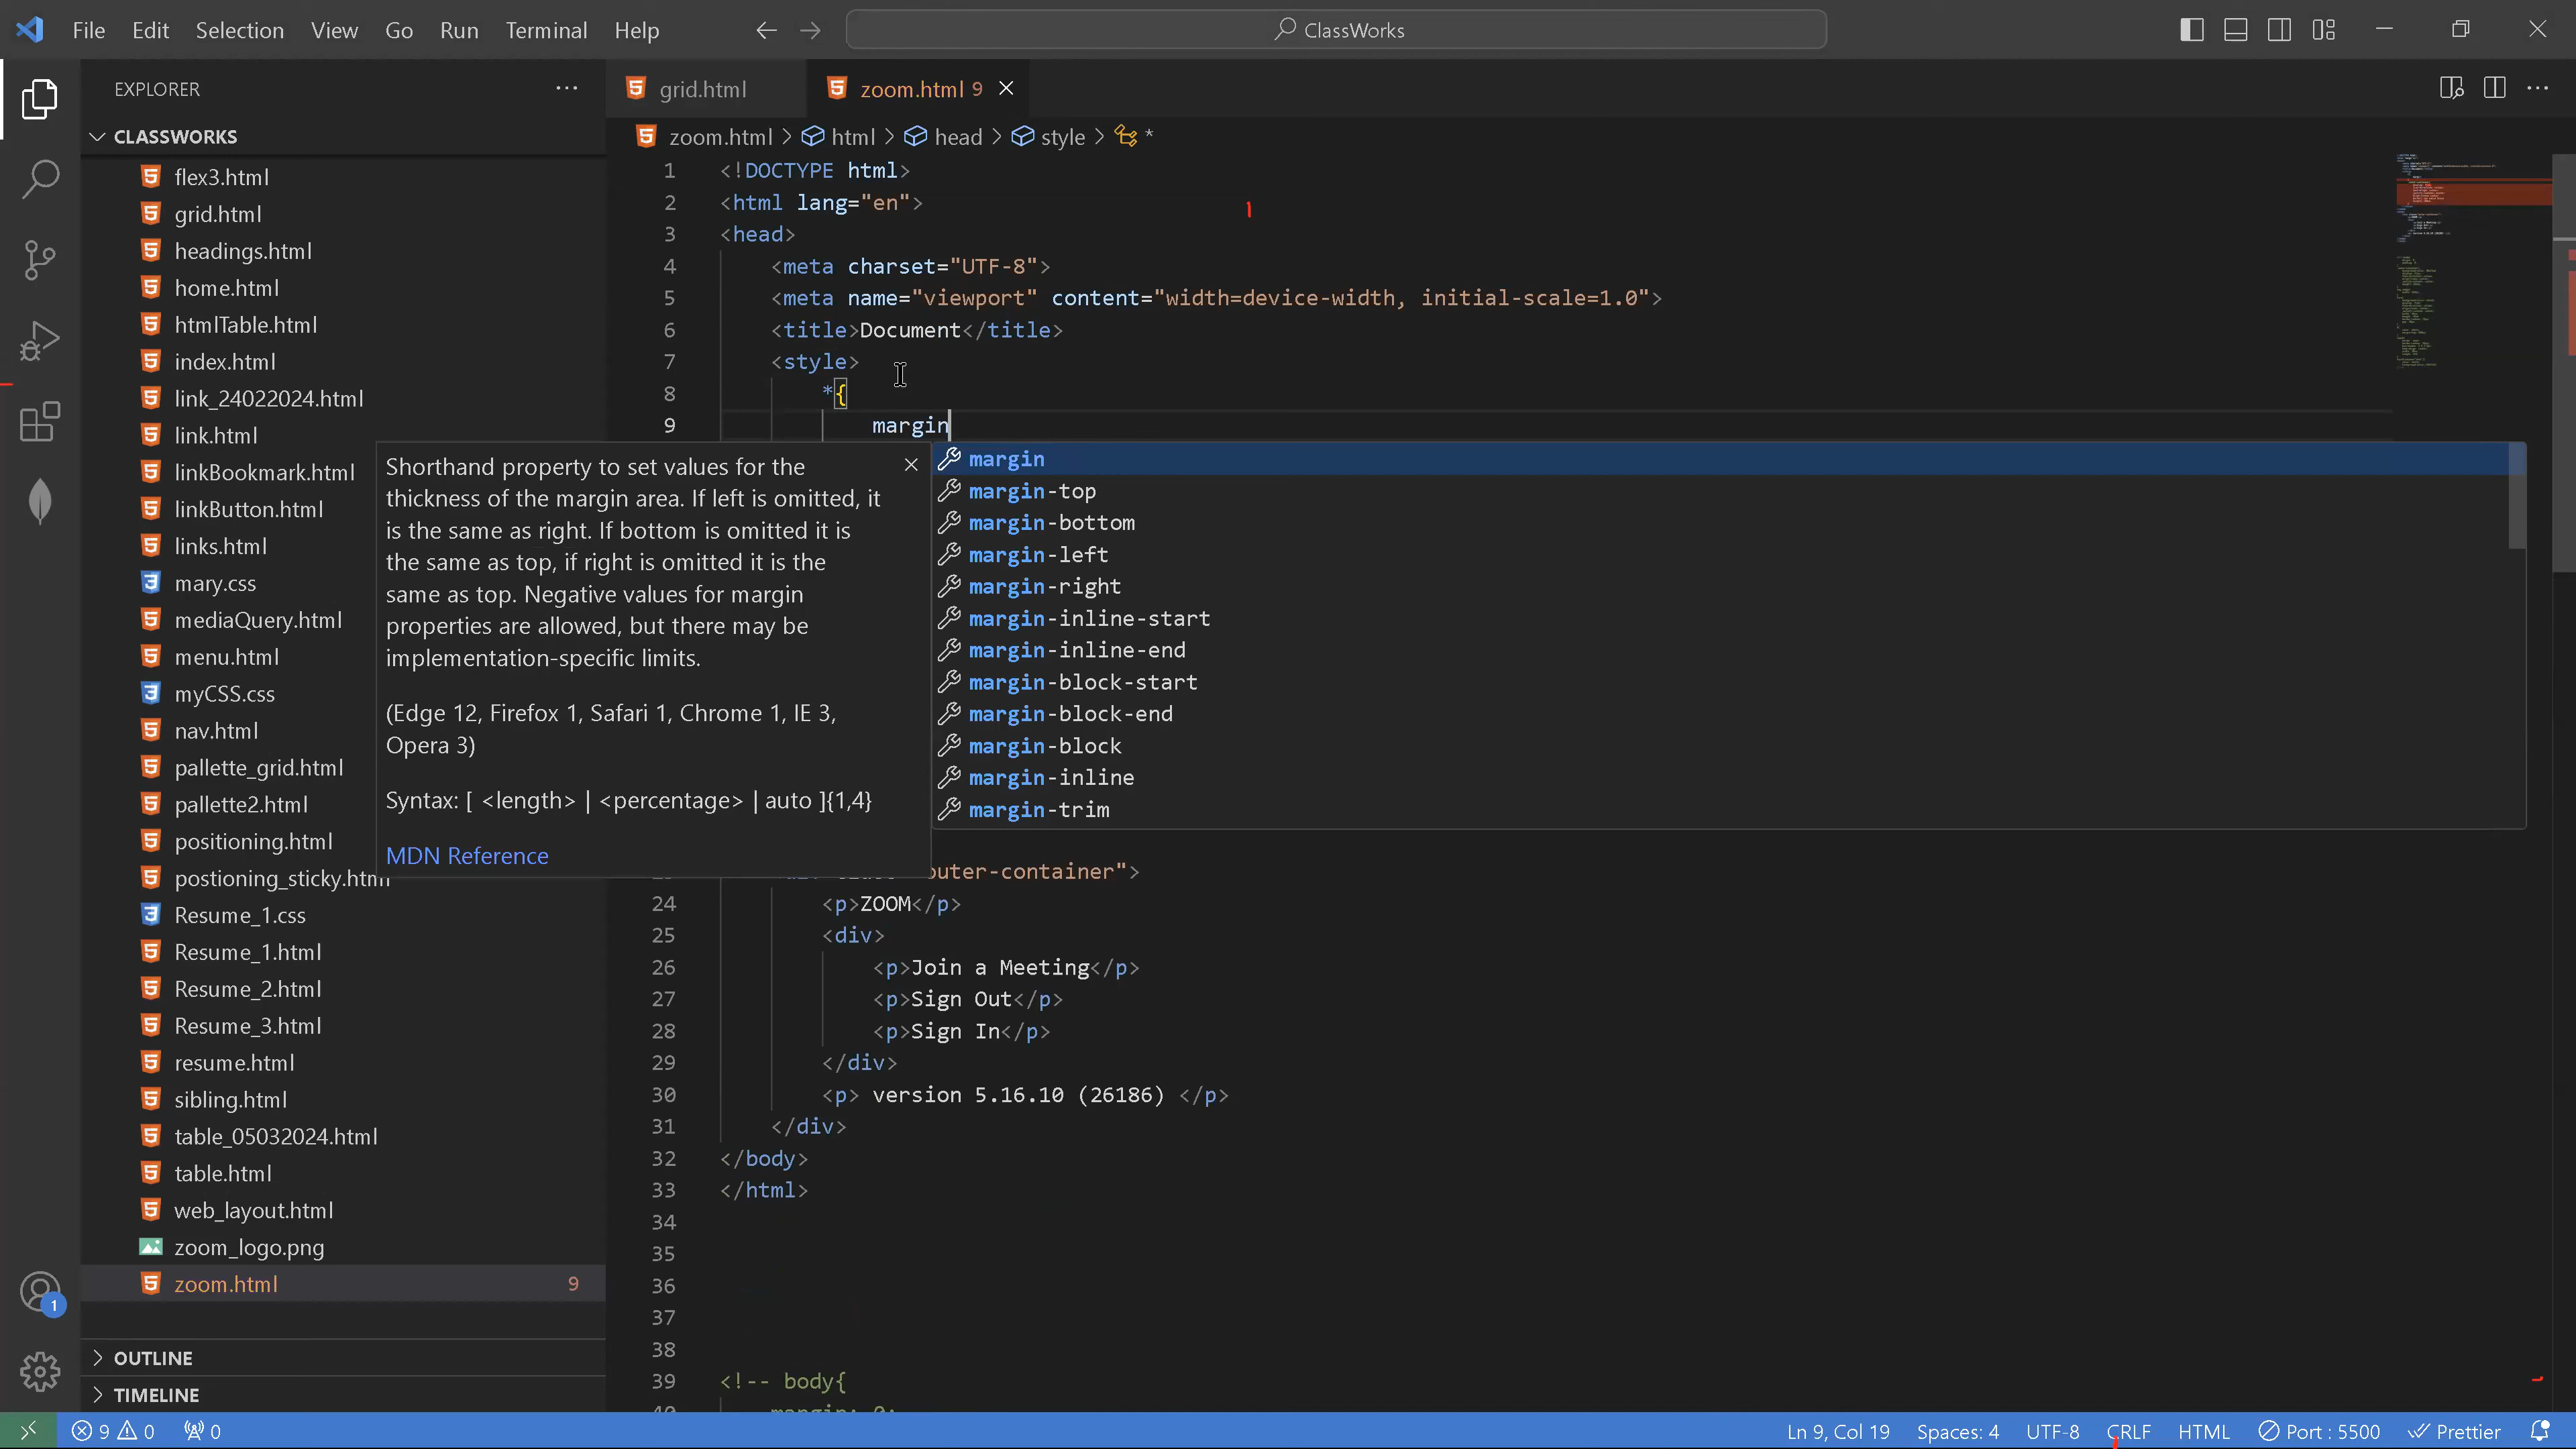 File Edit Selection View Go Run Terminal Help
ClassWorks
EXPLORER
CLASSWORKS
flex3.html
grid.html
headings.html
home.html
htmlTable.html
index.html
link_24022024.html
link.html
linkBookmark.html
linkButton.html
links.html
mary.css
mediaQuery.html
menu.html
myCSS.css
nav.html
pallette_grid.html
pallette2.html
positioning.html
postioning_sticky.html
Resume_1.css
Resume_1.html
Resume_2.html
Resume_3.html
resume.html
sibling.html
table_05032024.html
table.html
web_layout.html
zoom_logo.png
zoom.html 9
OUTLINE
TIMELINE
1
grid.html
zoom.html 9
zoom.html > html > head > style > *
1 <!DOCTYPE html>
2 <html lang="en">
3 <head>
4 <meta charset="UTF-8">
5 <meta name="viewport" content="width=device-width, initial-scale=1.0">
6 <title>Document</title>
7 <style>
8 *{
9 margin
Shorthand property to set values for the
thickness of the margin area. If left is omitted, it
is the same as right. If bottom is omitted it is
the same as top, if right is omitted it is the
same as top. Negative values for margin
properties are allowed, but there may be
implementation-specific limits.
(Edge 12, Firefox 1, Safari 1, Chrome 1, IE 3,
Opera 3)
Syntax: [ <length> | <percentage> | auto ]{1,4}
MDN Reference
margin
margin-top
margin-bottom
margin-left
margin-right
margin-inline-start
margin-inline-end
margin-block-start
margin-block-end
margin-block
margin-inline
margin-trim
outer-container">
24 <p>ZOOM</p>
25 <div>
26 <p>Join a Meeting</p>
27 <p>Sign Out</p>
28 <p>Sign In</p>
29 </div>
30 <p> version 5.16.10 (26186) </p>
31 </div>
32 </body>
33 </html>
34
35
36
37
38
39 <!-- body{
margin: 0;
9 0 0
Ln 9, Col 19 Spaces: 4 UTF-8 CRLF HTML Port : 5500 Prettier